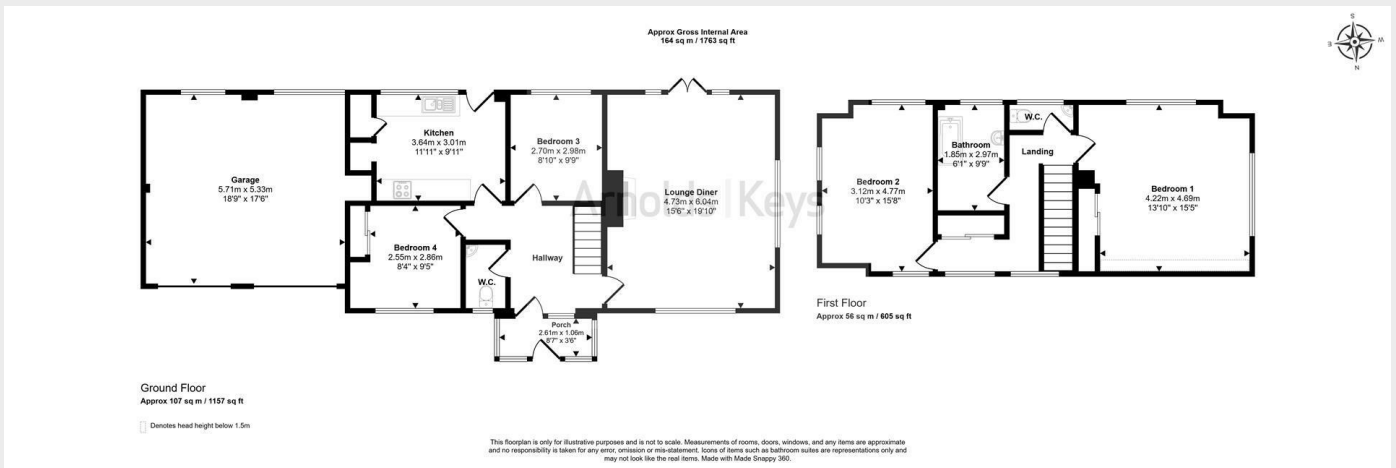 Approx Gross Internal Area
164 sq m / 1763 sq ft
S
E
W
N
Garage
5.71m x 5.33m
18'9" x 17'6"
Kitchen
3.64m x 3.01m
11'11" x 9'11"
Bedroom 3
2.70m x 2.98m
8'10" x 9'9"
Lounge Diner
4.73m x 6.04m
15'6" x 19'10"
Bedroom 4
2.55m x 2.86m
8'4" x 9'5"
W.C.
Hallway
Porch
2.61m x 1.06m
8'7" x 3'6"
Arnolds | Keys
Bedroom 2
3.12m x 4.77m
10'3" x 15'8"
Bathroom
1.85m x 2.97m
6'1" x 9'9"
W.C.
Landing
Bedroom 1
4.22m x 4.69m
13'10" x 15'5"
First Floor
Approx 56 sq m / 605 sq ft
Ground Floor
Approx 107 sq m / 1157 sq ft
Denotes head height below 1.5m
This floorplan is only for illustrative purposes and is not to scale. Measurements of rooms, doors, windows, and any items are approximate
and no responsibility is taken for any error, omission or mis-statement. Icons of items such as bathroom suites are representations only and
may not look like the real items. Made with Made Snappy 360.